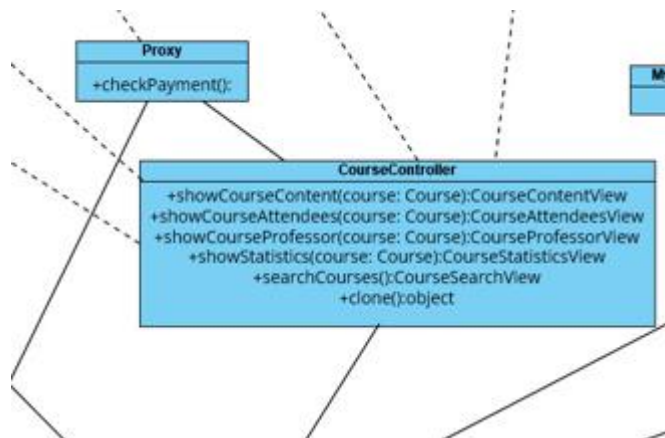 Proxy
+checkPayment():
CourseController
+showCourseContent(course: Course):CourseContentView
+showCourseAttendees(course: Course):CourseAttendeesView
+showCourseProfessor(course: Course):CourseProfessorView
+showStatistics(course: Course):CourseStatisticsView
+searchCourses():CourseSearchView
+clone():object